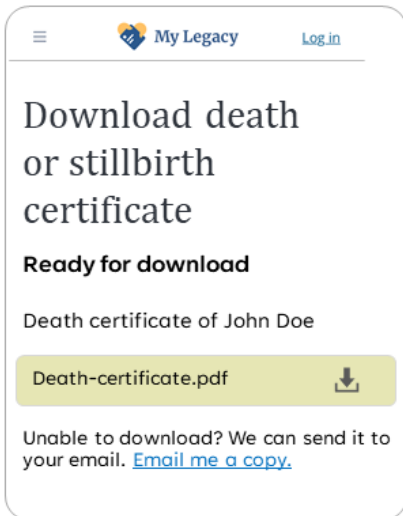 My Legacy Log in
Download death
or stillbirth
certificate
Ready for download
Death certificate of John Doe
Death-certificate.pdf
Unable to download? We can send it to
your email. Email me a copy.